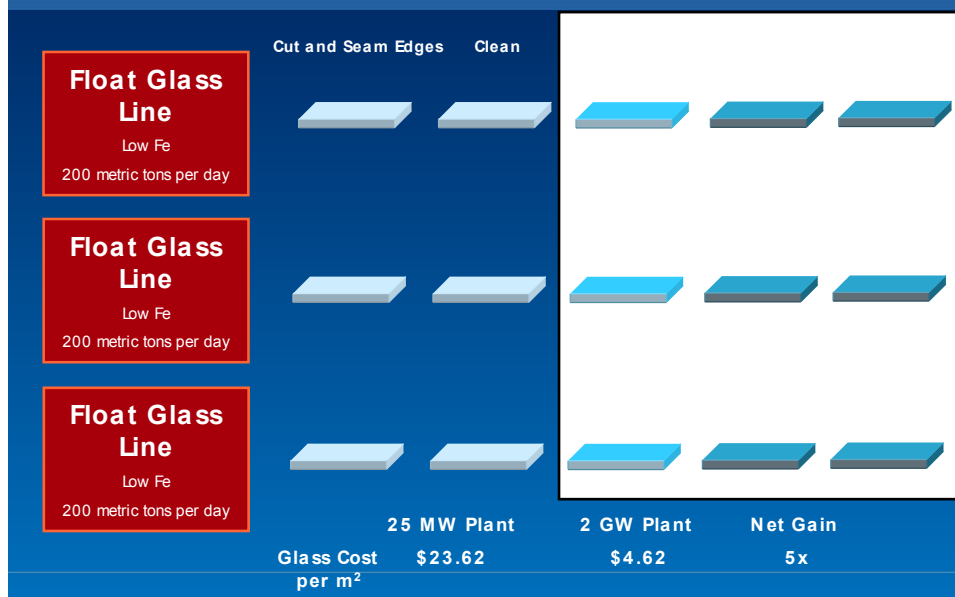 Cut and Seam Edges Clean
Float Glass
Line
Low Fe
200 metric tons per day
Float Glass
Line
Low Fe
200 metric tons per day
Float Glass
Line
Low Fe
200 metric tons per day
25 MW Plant 2 GW Plant Net Gain
Glass Cost $23.62 $4.62 5x
per m²